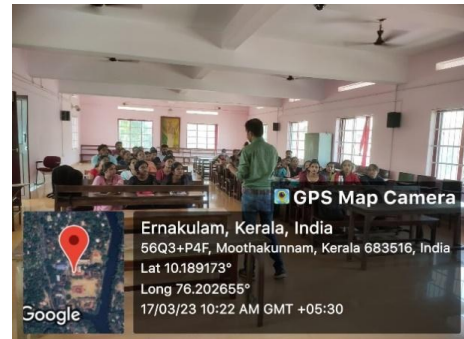 GPS Map Camera
Ernakulam, Kerala, India
56Q3+P4F, Moothakunnam, Kerala 683516, India
Lat 10.189173°
Long 76.202655°
17/03/23 10:22 AM GMT +05:30
Google